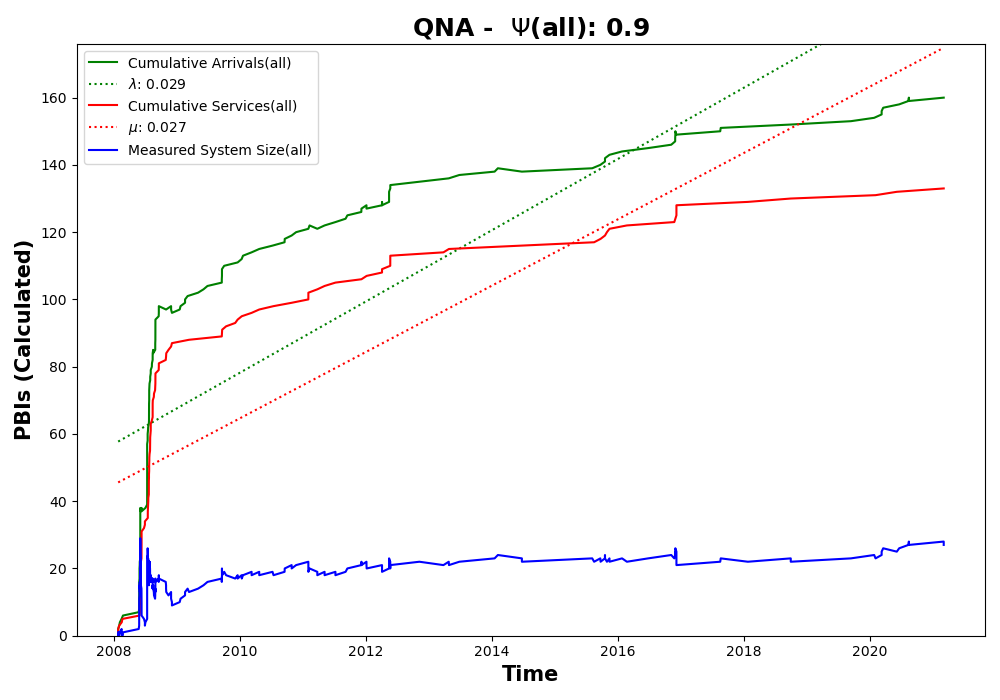 QNA -  Ψ(all): 0.9
Cumulative Arrivals(all)
λ: 0.029
Cumulative Services(all)
μ: 0.027
Measured System Size(all)
PBIs (Calculated)
160
140
120
100
80
60
40
20
0
2008 2010 2012 2014 2016 2018 2020
Time